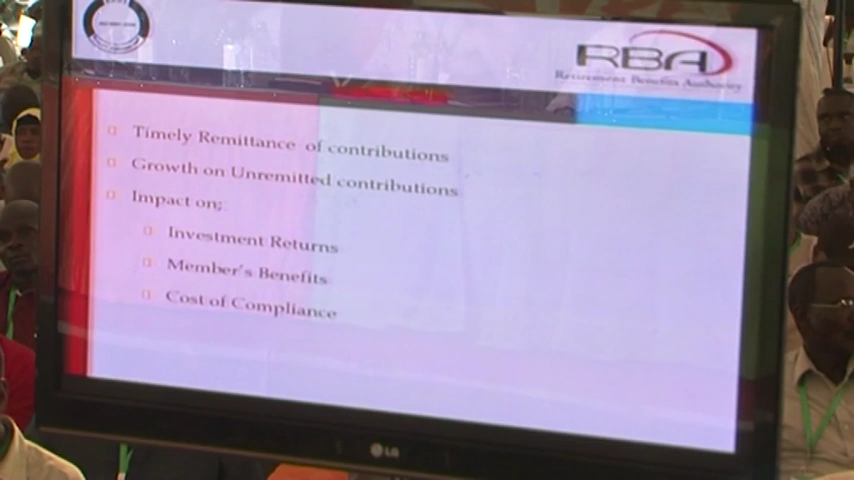 RBA
Retirement Benefits Authority
Timely Remittance of contributions
Growth on Unremitted contributions
Impact on;
Investment Returns
Member's Benefits
Cost of Compliance
LG